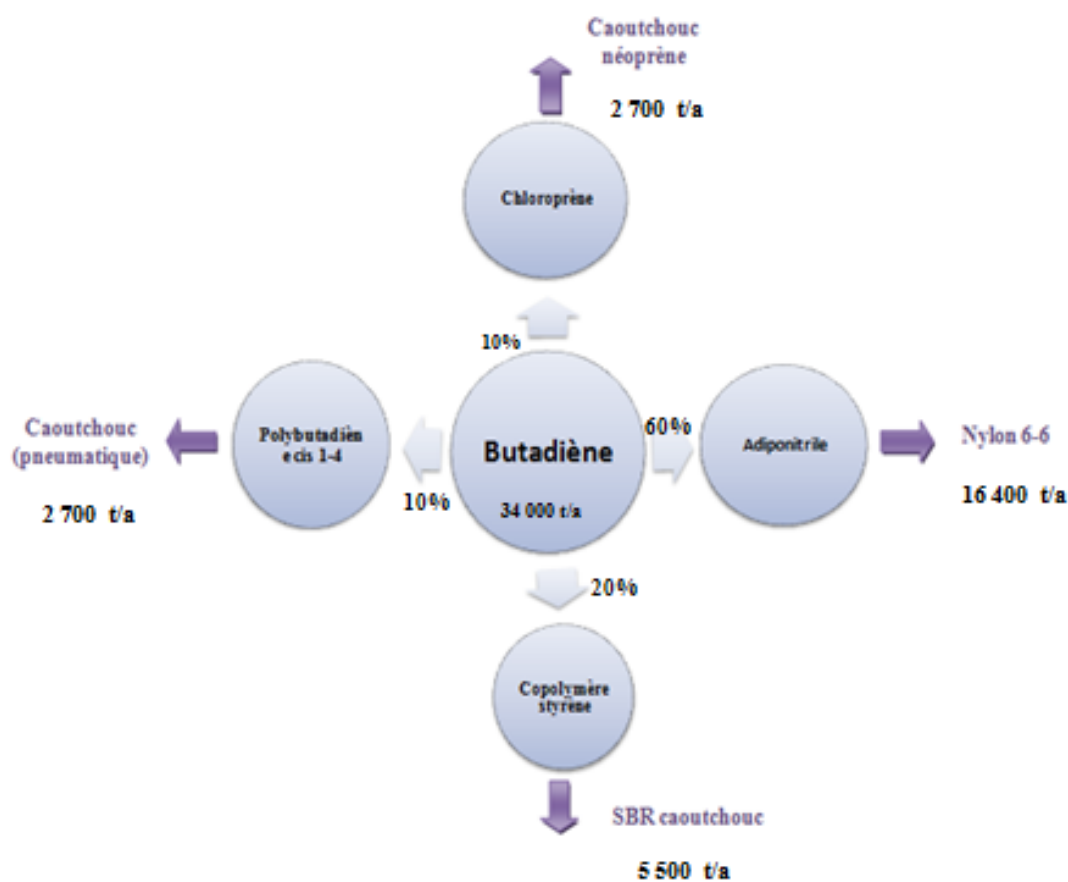 Caoutchouc
néoprène
2 700 t/a
Chloroprène
10%
Caoutchouc
(pneumatique)
2 700 t/a
Polybutadièn
e cis 1-4
10%
Butadiène
34 000 t/a
60%
Adiponitrile
Nylon 6-6
16 400 t/a
20%
Copolymère
styrène
SBR caoutchouc
5 500 t/a